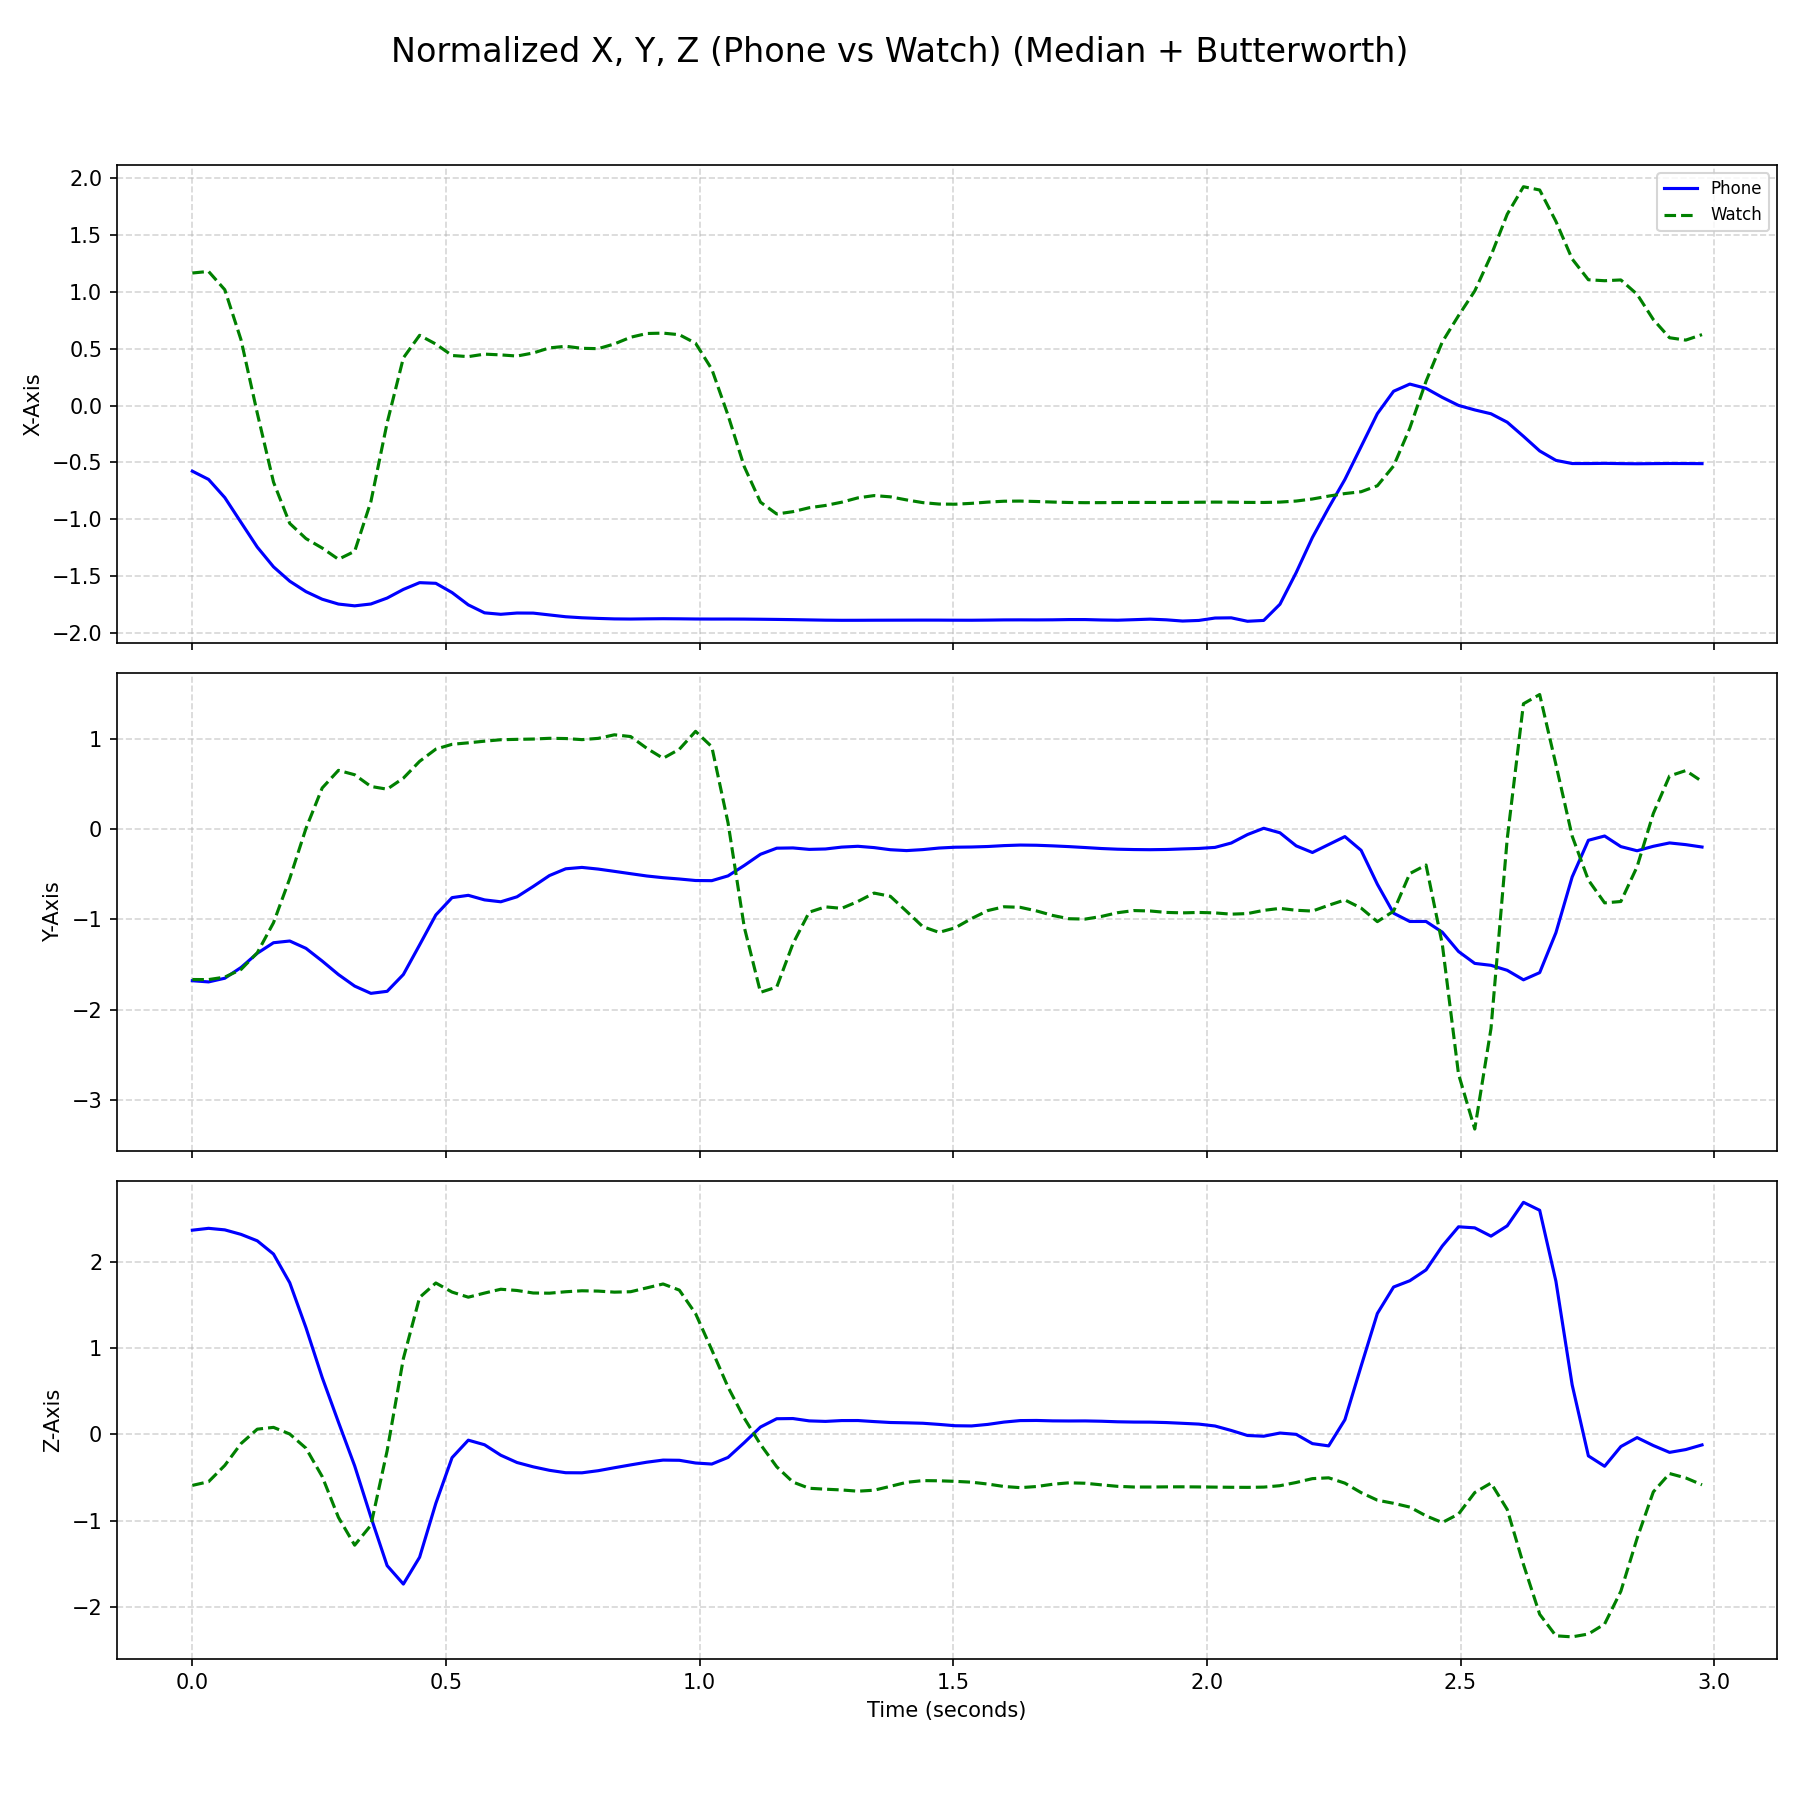 Normalized X, Y, Z (Phone vs Watch) (Median + Butterworth)
Phone
Watch
X-Axis
2.0
1.5
1.0
0.5
0.0
−0.5
−1.0
−1.5
−2.0
Y-Axis
1
0
−1
−2
−3
Z-Axis
2
1
0
−1
−2
0.0 0.5 1.0 1.5 2.0 2.5 3.0
Time (seconds)